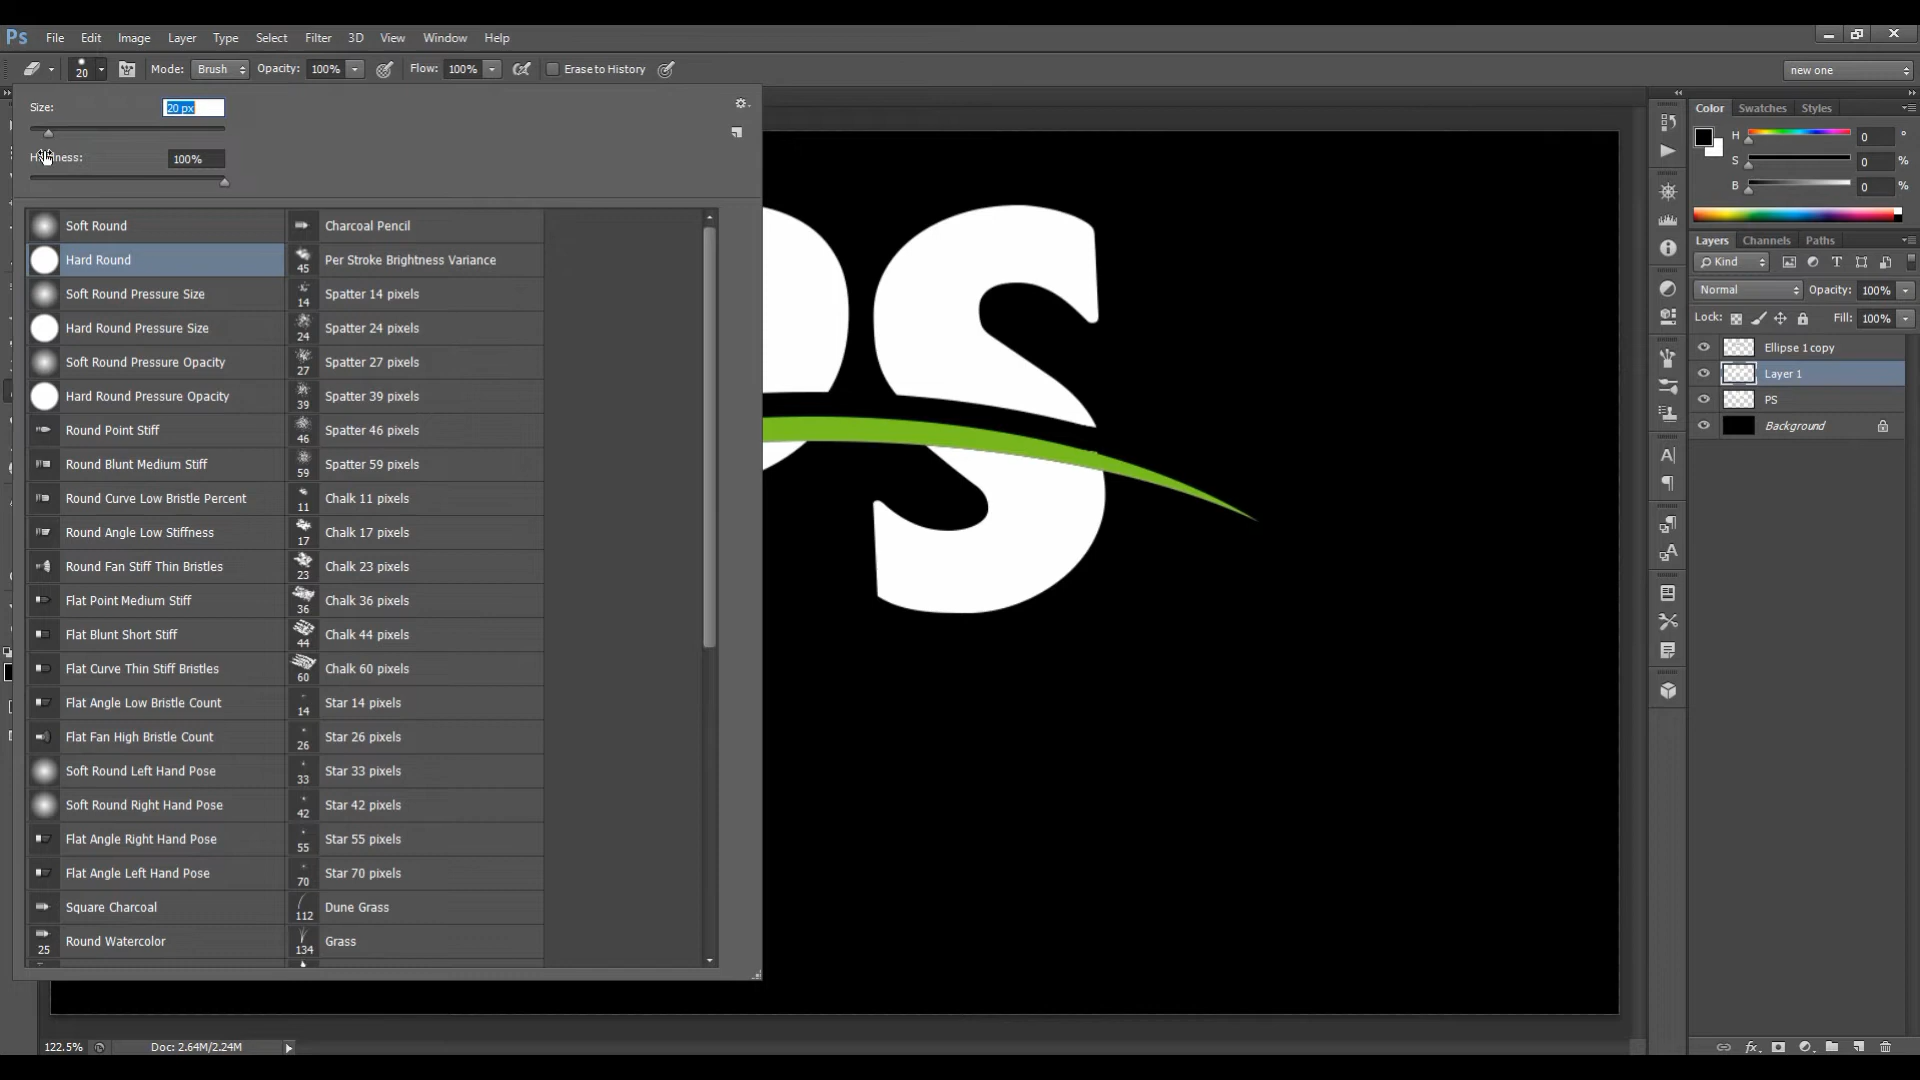 Ps File Edit Image Layer Type Select Filter 3D View Window Help
20 Mode: Brush Opacity: 100% Flow: 100% Erase to History new one
Size: 20 px
100%
Soft Round
Hard Round
Soft Round Pressure Size
Hard Round Pressure Size
Soft Round Pressure Opacity
Hard Round Pressure Opacity
Round Point Stiff
Round Blunt Medium Stiff
Round Curve Low Bristle Percent
Round Angle Low Stiffness
Round Fan Stiff Thin Bristles
Flat Point Medium Stiff
Flat Blunt Short Stiff
Flat Curve Thin Stiff Bristles
Flat Angle Low Bristle Count
Flat Fan High Bristle Count
Soft Round Left Hand Pose
Soft Round Right Hand Pose
Flat Angle Right Hand Pose
Flat Angle Left Hand Pose
Square Charcoal
25 Round Watercolor
Charcoal Pencil
45 Per Stroke Brightness Variance
14 Spatter 14 pixels
24 Spatter 24 pixels
27 Spatter 27 pixels
39 Spatter 39 pixels
46 Spatter 46 pixels
59 Spatter 59 pixels
11 Chalk 11 pixels
17 Chalk 17 pixels
23 Chalk 23 pixels
36 Chalk 36 pixels
44 Chalk 44 pixels
60 Chalk 60 pixels
14 Star 14 pixels
26 Star 26 pixels
33 Star 33 pixels
42 Star 42 pixels
55 Star 55 pixels
70 Star 70 pixels
112 Dune Grass
134 Grass
S
Color Swatches Styles
H 0 °
S 0 %
B 0 %
Layers Channels Paths
Kind
Normal Opacity: 100%
Lock: Fill: 100%
Ellipse 1 copy
Layer 1
PS
Background
122.5% Doc: 2.64M/2.24M